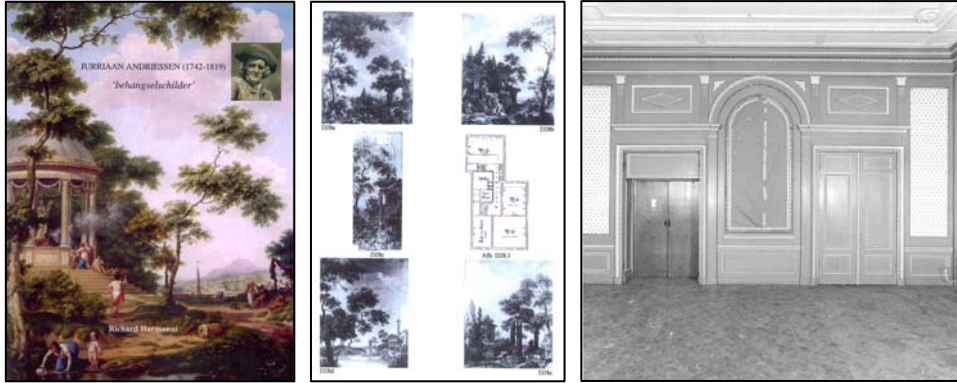 JURRIAAN ANDRIESSEN (1742-1819)
'behangselschilder'
Richard Harmanni
D28a
D28b
D28c
Afb. D28.1
D28d
D28e